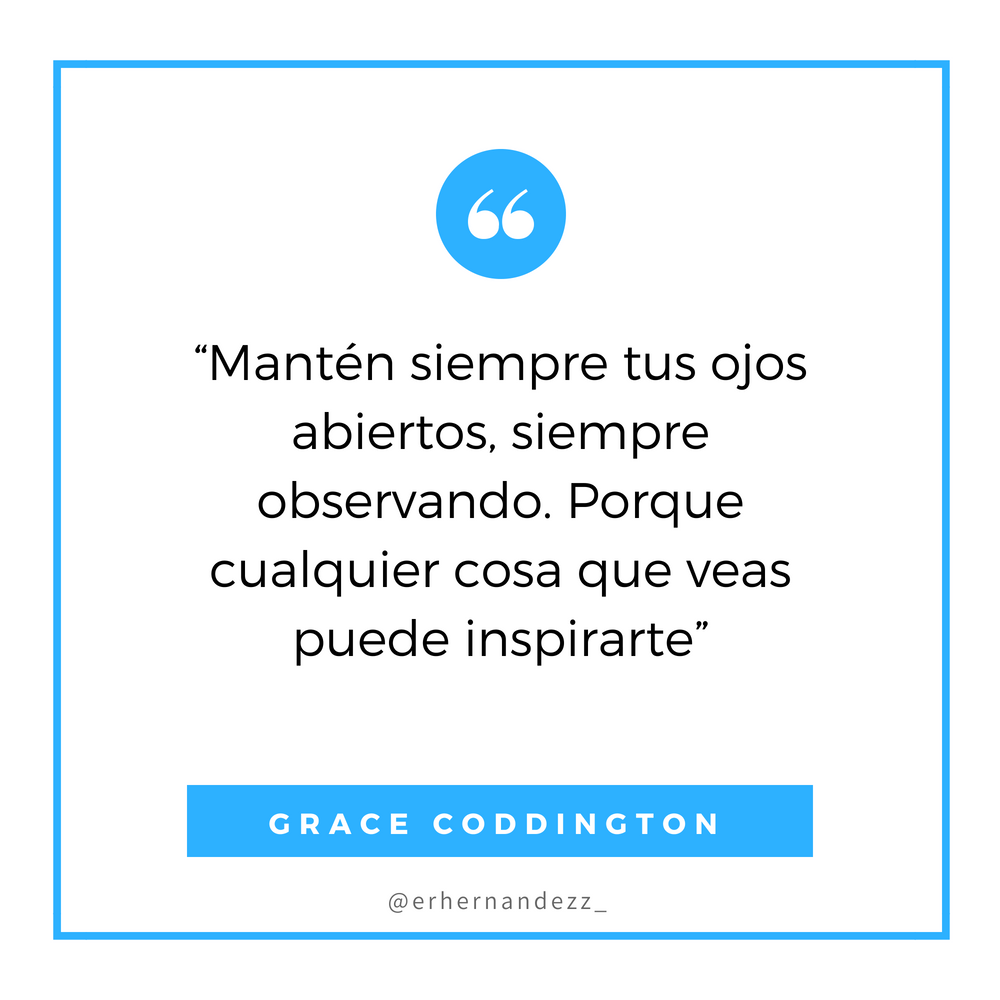 “
“Mantén siempre tus ojos
abiertos, siempre
observando. Porque
cualquier cosa que veas
puede inspirarte”
GRACE CODDINGTON
@erhernandezz_